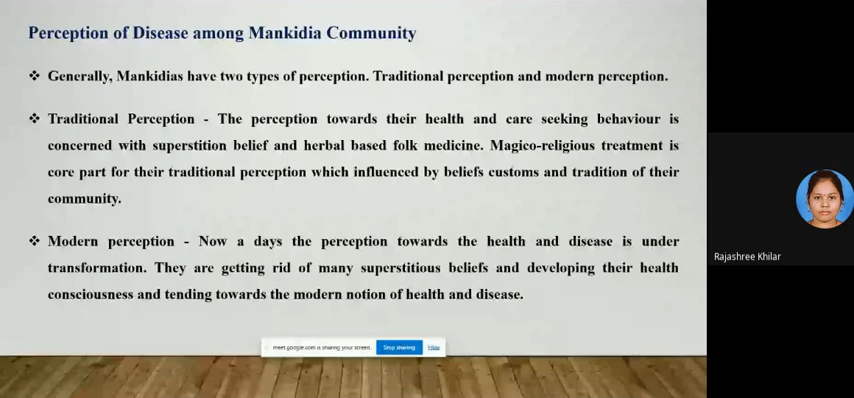 Perception of Disease among Mankidia Community
❖ Generally, Mankidias have two types of perception. Traditional perception and modern perception.
❖ Traditional Perception - The perception towards their health and care seeking behaviour is
concerned with superstition belief and herbal based folk medicine. Magico-religious treatment is
core part for their traditional perception which influenced by beliefs customs and tradition of their
community.
❖ Modern perception - Now a days the perception towards the health and disease is under
transformation. They are getting rid of many superstitious beliefs and developing their health
consciousness and tending towards the modern notion of health and disease.
Rajashree Khilar
meet.google.com is sharing your screen. Stop sharing Hide